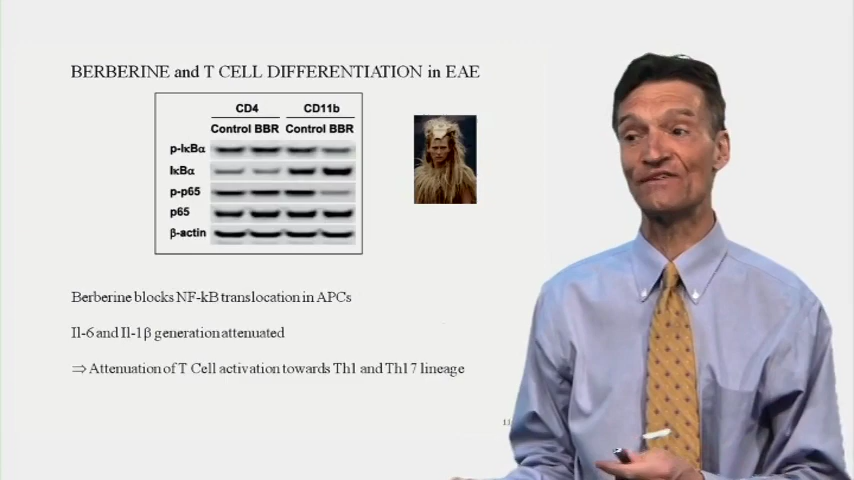 BERBERINE and T CELL DIFFERENTIATION in EAE
CD4 CD11b
Control BBR Control BBR
p-IκBα
IκBα
p-p65
p65
β-actin
Berberine blocks NF-kB translocation in APCs
Il-6 and Il-1β generation attenuated
⇒ Attenuation of T Cell activation towards Th1 and Th17 lineage
11